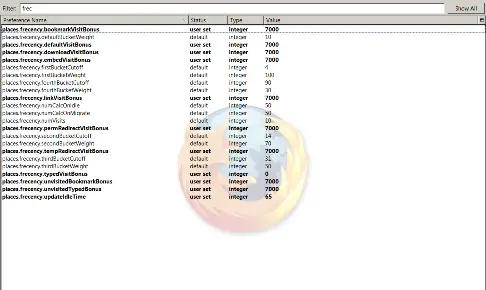 Filter: frec Show All
Preference Name Status Type Value
places.frecency.bookmarkVisitBonus user set integer 7000
places.frecency.defaultBucketWeight default integer 10
places.frecency.defaultVisitBonus user set integer 7000
places.frecency.downloadVisitBonus user set integer 7000
places.frecency.embedVisitBonus user set integer 7000
places.frecency.firstBucketCutoff default integer 4
places.frecency.firstBucketWeight default integer 100
places.frecency.fourthBucketCutoff default integer 90
places.frecency.fourthBucketWeight default integer 30
places.frecency.linkVisitBonus user set integer 7000
places.frecency.numCalcOnIdle default integer 50
places.frecency.numCalcOnMigrate default integer 50
places.frecency.numVisits default integer 10
places.frecency.permRedirectVisitBonus user set integer 7000
places.frecency.secondBucketCutoff default integer 14
places.frecency.secondBucketWeight default integer 70
places.frecency.tempRedirectVisitBonus user set integer 7000
places.frecency.thirdBucketCutoff default integer 31
places.frecency.thirdBucketWeight default integer 50
places.frecency.typedVisitBonus user set integer 0
places.frecency.unvisitedBookmarkBonus user set integer 7000
places.frecency.unvisitedTypedBonus user set integer 7000
places.frecency.updateIdleTime user set integer 65